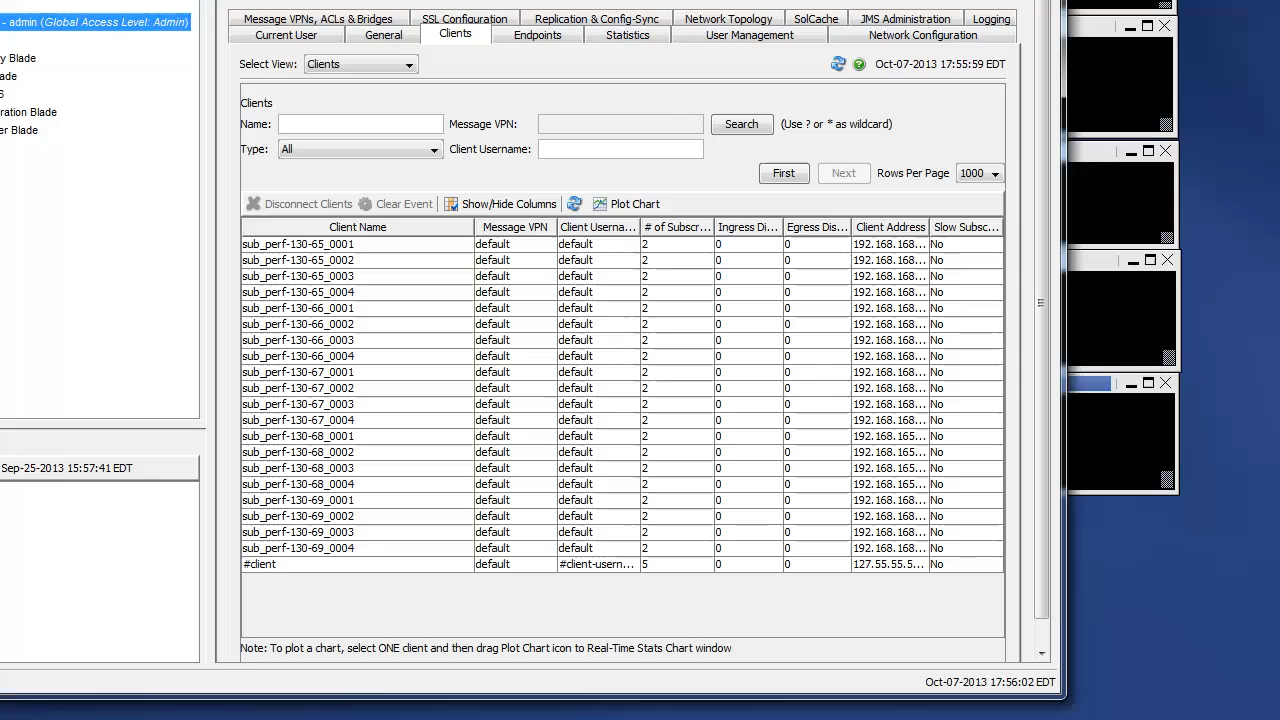 - admin (Global Access Level: Admin)
ry Blade
lade
S
ration Blade
er Blade
Sep-25-2013 15:57:41 EDT
Message VPNs, ACLs & Bridges SSL Configuration Replication & Config-Sync Network Memory SolCache JMS Administration Logging
Current User General Clients Endpoints Statistics User Management Network Configuration
Select View: Clients Oct-07-2013 17:55:59 EDT
Clients
Name: Message VPN: Search (Use ? or * as wildcard)
Type: All Client Username:
First Next Rows Per Page 1000
Disconnect Clients Clear Event Show/Hide Columns Plot Chart
Client Name Message VPN Client Userna... # of Subscr... Ingress Di... Egress Dis... Client Address Slow Subsc...
sub_perf-130-65_0001 default default 2 0 0 192.168.168... No
sub_perf-130-65_0002 default default 2 0 0 192.168.168... No
sub_perf-130-65_0003 default default 2 0 0 192.168.168... No
sub_perf-130-65_0004 default default 2 0 0 192.168.168... No
sub_perf-130-66_0001 default default 2 0 0 192.168.168... No
sub_perf-130-66_0002 default default 2 0 0 192.168.168... No
sub_perf-130-66_0003 default default 2 0 0 192.168.168... No
sub_perf-130-66_0004 default default 2 0 0 192.168.168... No
sub_perf-130-67_0001 default default 2 0 0 192.168.168... No
sub_perf-130-67_0002 default default 2 0 0 192.168.168... No
sub_perf-130-67_0003 default default 2 0 0 192.168.168... No
sub_perf-130-67_0004 default default 2 0 0 192.168.168... No
sub_perf-130-68_0001 default default 2 0 0 192.168.165... No
sub_perf-130-68_0002 default default 2 0 0 192.168.165... No
sub_perf-130-68_0003 default default 2 0 0 192.168.165... No
sub_perf-130-68_0004 default default 2 0 0 192.168.165... No
sub_perf-130-69_0001 default default 2 0 0 192.168.168... No
sub_perf-130-69_0002 default default 2 0 0 192.168.168... No
sub_perf-130-69_0003 default default 2 0 0 192.168.168... No
sub_perf-130-69_0004 default default 2 0 0 192.168.168... No
#client default #client-usern... 5 0 0 127.55.55.5... No
Note: To plot a chart, select ONE client and then drag Plot Chart icon to Real-Time Stats Chart window
Oct-07-2013 17:56:02 EDT